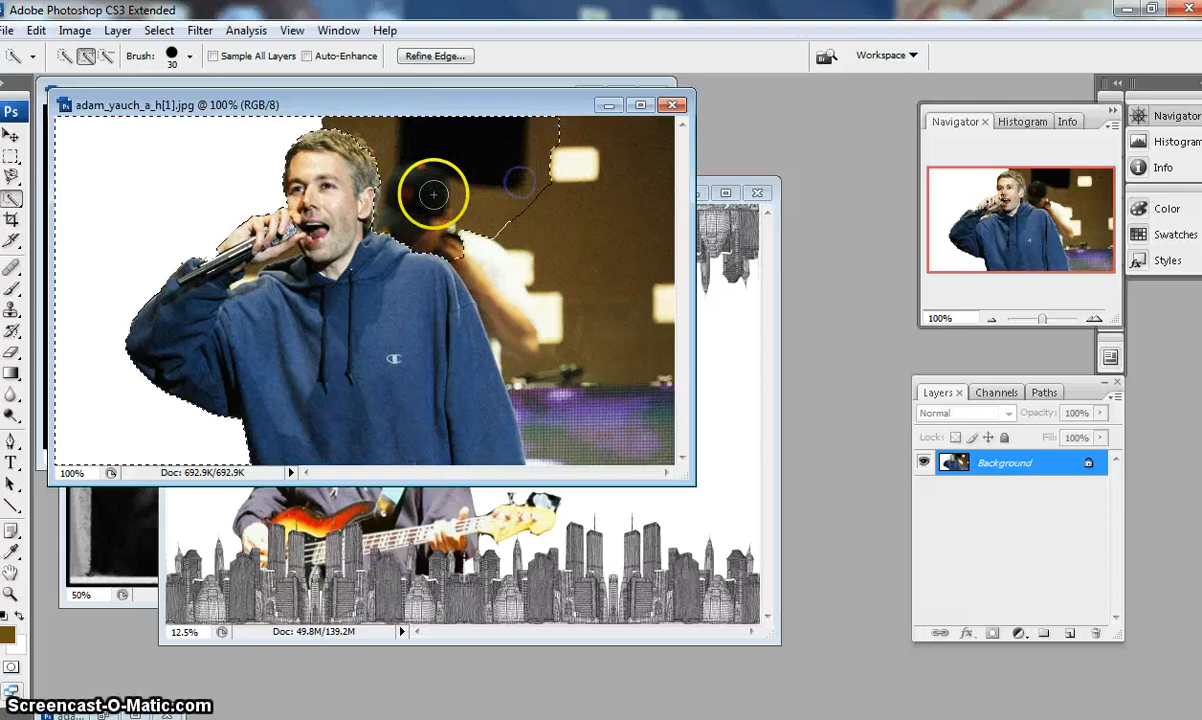 Adobe Photoshop CS3 Extended
File Edit Image Layer Select Filter Analysis View Window Help
Brush: 30 Sample All Layers Auto-Enhance Refine Edge... Workspace
Ps
adam_yauch_a_h[1].jpg @ 100% (RGB/8)
Navigator Histogram Info
Navigator
Histogram
Info
Color
Swatches
Styles
100%
Layers Channels Paths
Normal Opacity: 100%
Lock: Fill: 100%
Background
100% Doc: 692.9K/692.9K
50%
12.5% Doc: 49.8M/139.2M
Screencast-O-Matic.com